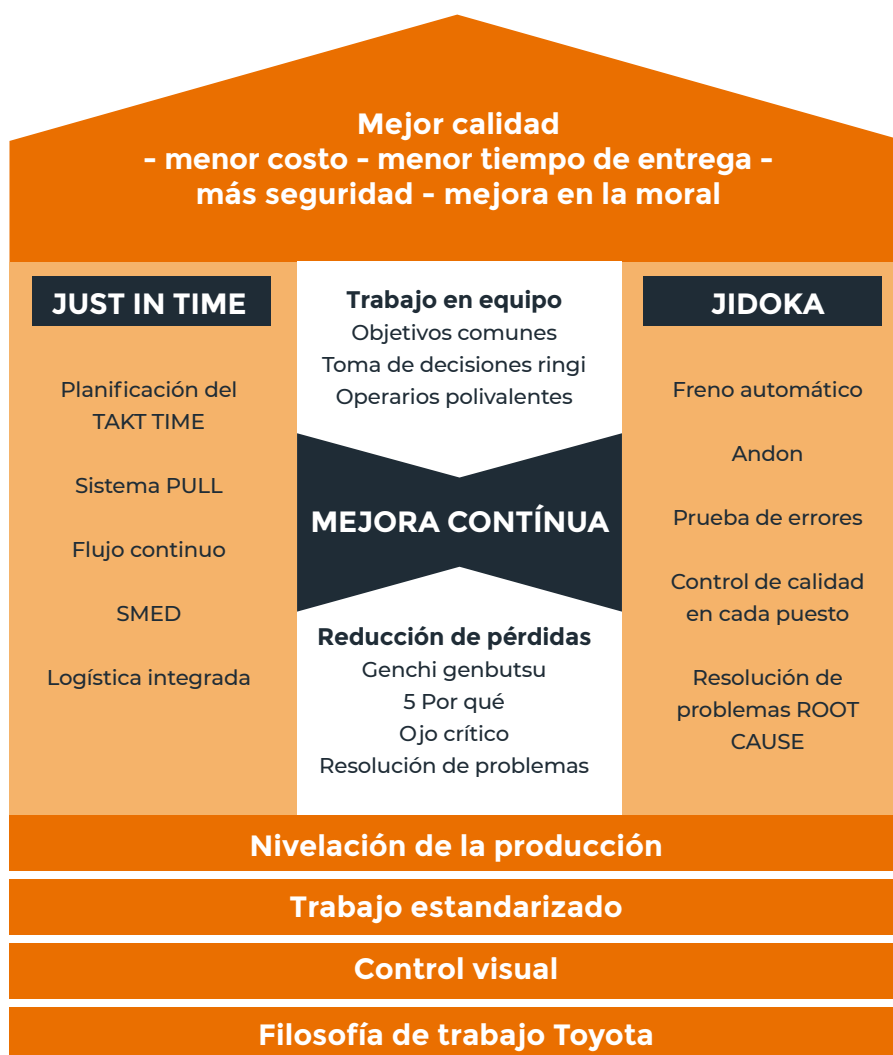 Mejor calidad
- menor costo - menor tiempo de entrega -
más seguridad - mejora en la moral
JUST IN TIME
Planificación del
TAKT TIME
Sistema PULL
Flujo continuo
SMED
Logística integrada
Trabajo en equipo
Objetivos comunes
Toma de decisiones ringi
Operarios polivalentes
MEJORA CONTÍNUA
Reducción de pérdidas
Genchi genbutsu
5 Por qué
Ojo crítico
Resolución de problemas
JIDOKA
Freno automático
Andon
Prueba de errores
Control de calidad
en cada puesto
Resolución de
problemas ROOT
CAUSE
Nivelación de la producción
Trabajo estandarizado
Control visual
Filosofía de trabajo Toyota